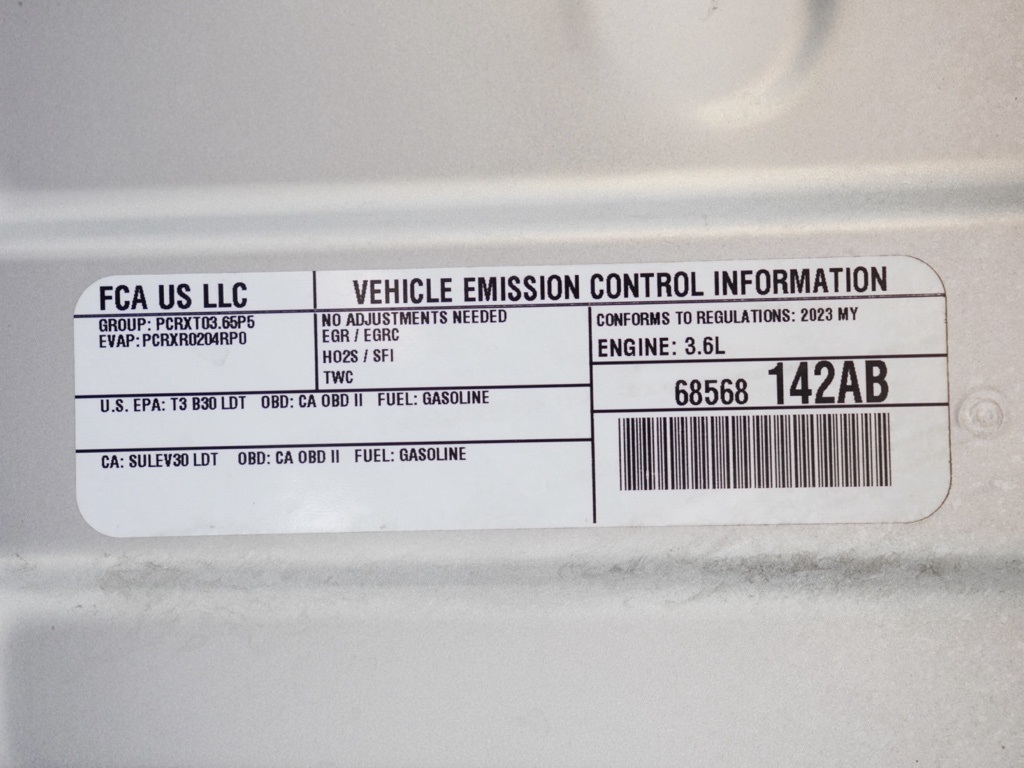 FCA US LLC
VEHICLE EMISSION CONTROL INFORMATION
GROUP: PCRXT03.65P5
EVAP: PCRXR0204RP0
NO ADJUSTMENTS NEEDED
EGR / EGRC
HO2S / SFI
TWC
CONFORMS TO REGULATIONS: 2023 MY
ENGINE: 3.6L
68568 142AB
U.S. EPA: T3 B30 LDT OBD: CA OBD II FUEL: GASOLINE
CA: SULEV30 LDT OBD: CA OBD II FUEL: GASOLINE